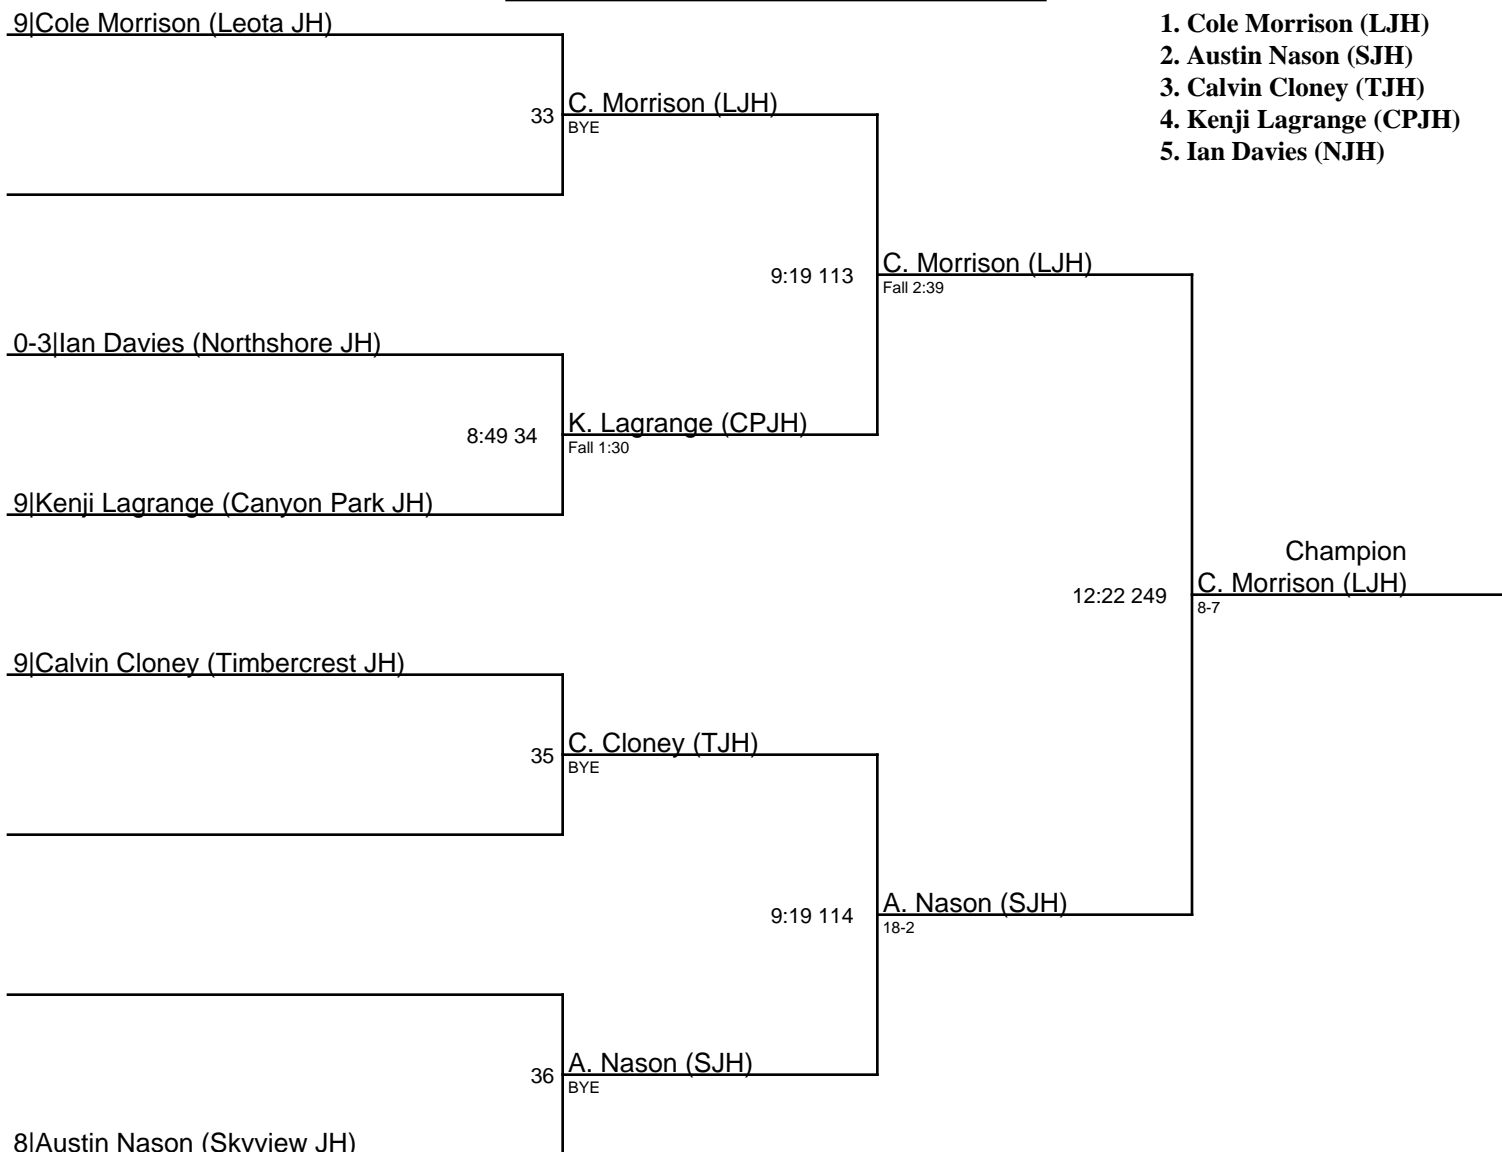 9|Cole Morrison (Leota JH)
1. Cole Morrison (LJH)
2. Austin Nason (SJH)
3. Calvin Cloney (TJH)
4. Kenji Lagrange (CPJH)
5. Ian Davies (NJH)
33
C. Morrison (LJH)
BYE
9:19 113
C. Morrison (LJH)
Fall 2:39
0-3|Ian Davies (Northshore JH)
8:49 34
K. Lagrange (CPJH)
Fall 1:30
9|Kenji Lagrange (Canyon Park JH)
Champion
12:22 249
C. Morrison (LJH)
8-7
9|Calvin Cloney (Timbercrest JH)
35
C. Cloney (TJH)
BYE
9:19 114
A. Nason (SJH)
18-2
36
A. Nason (SJH)
BYE
8|Austin Nason (Skyview JH)